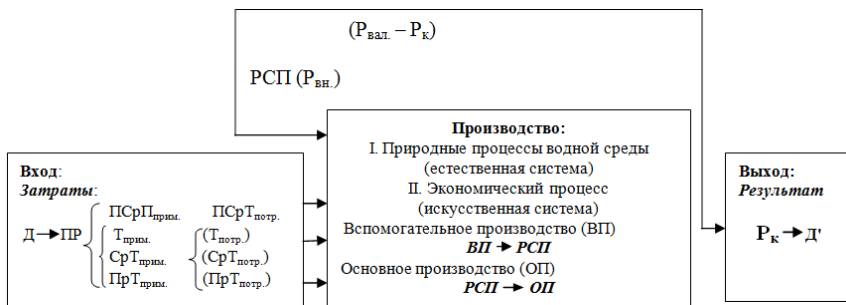 (Рвал. – Рк)
РСП (Рвн.)
Вход:
Затраты:
ПСрПприм. ПСрТпотр.
Д→ПР
Тприм. (Тпотр.)
СрТприм. (СрТпотр.)
ПрТприм. (ПрТпотр.)
Производство:
I. Природные процессы водной среды
(естественная система)
II. Экономический процесс
(искусственная система)
Вспомогательное производство (ВП)
ВП → РСП
Основное производство (ОП)
РСП → ОП
Выход:
Результат
Рк→Д'